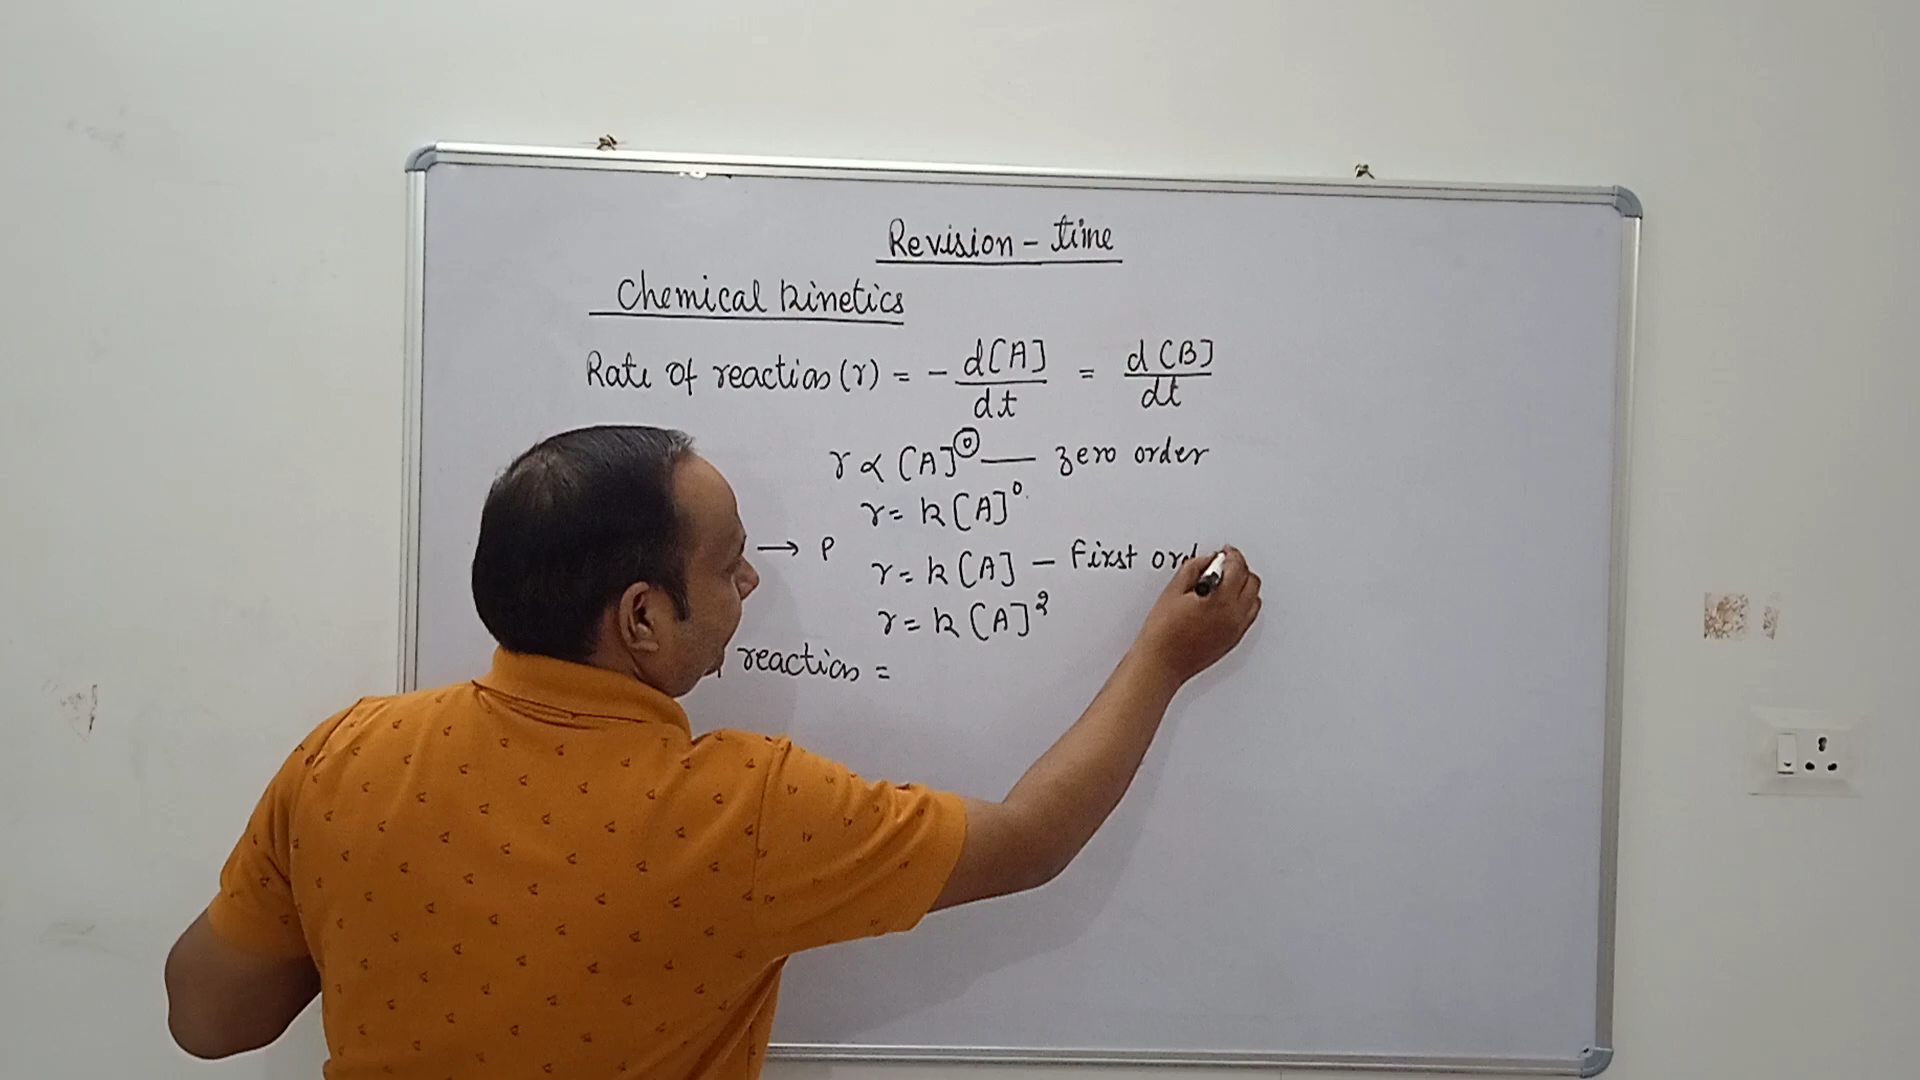 Revision - time
Chemical kinetics
Rate of reaction (r) = - d[A]/dt = d[B]/dt
r ∝ [A]⁰ — zero order
r = k [A]⁰
→ P
r = k [A] - First ord
r = k [A]²
reaction =